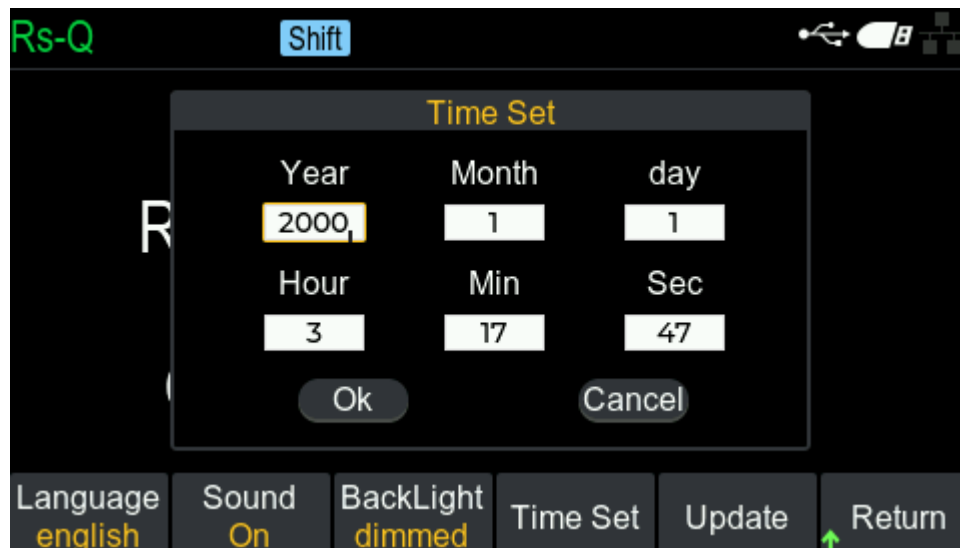 Rs-Q Shift
Time Set
Year Month day
2000 1 1
R
Hour Min Sec
3 17 47
Ok Cancel
Language Sound BackLight Time Set Update Return
english On dimmed